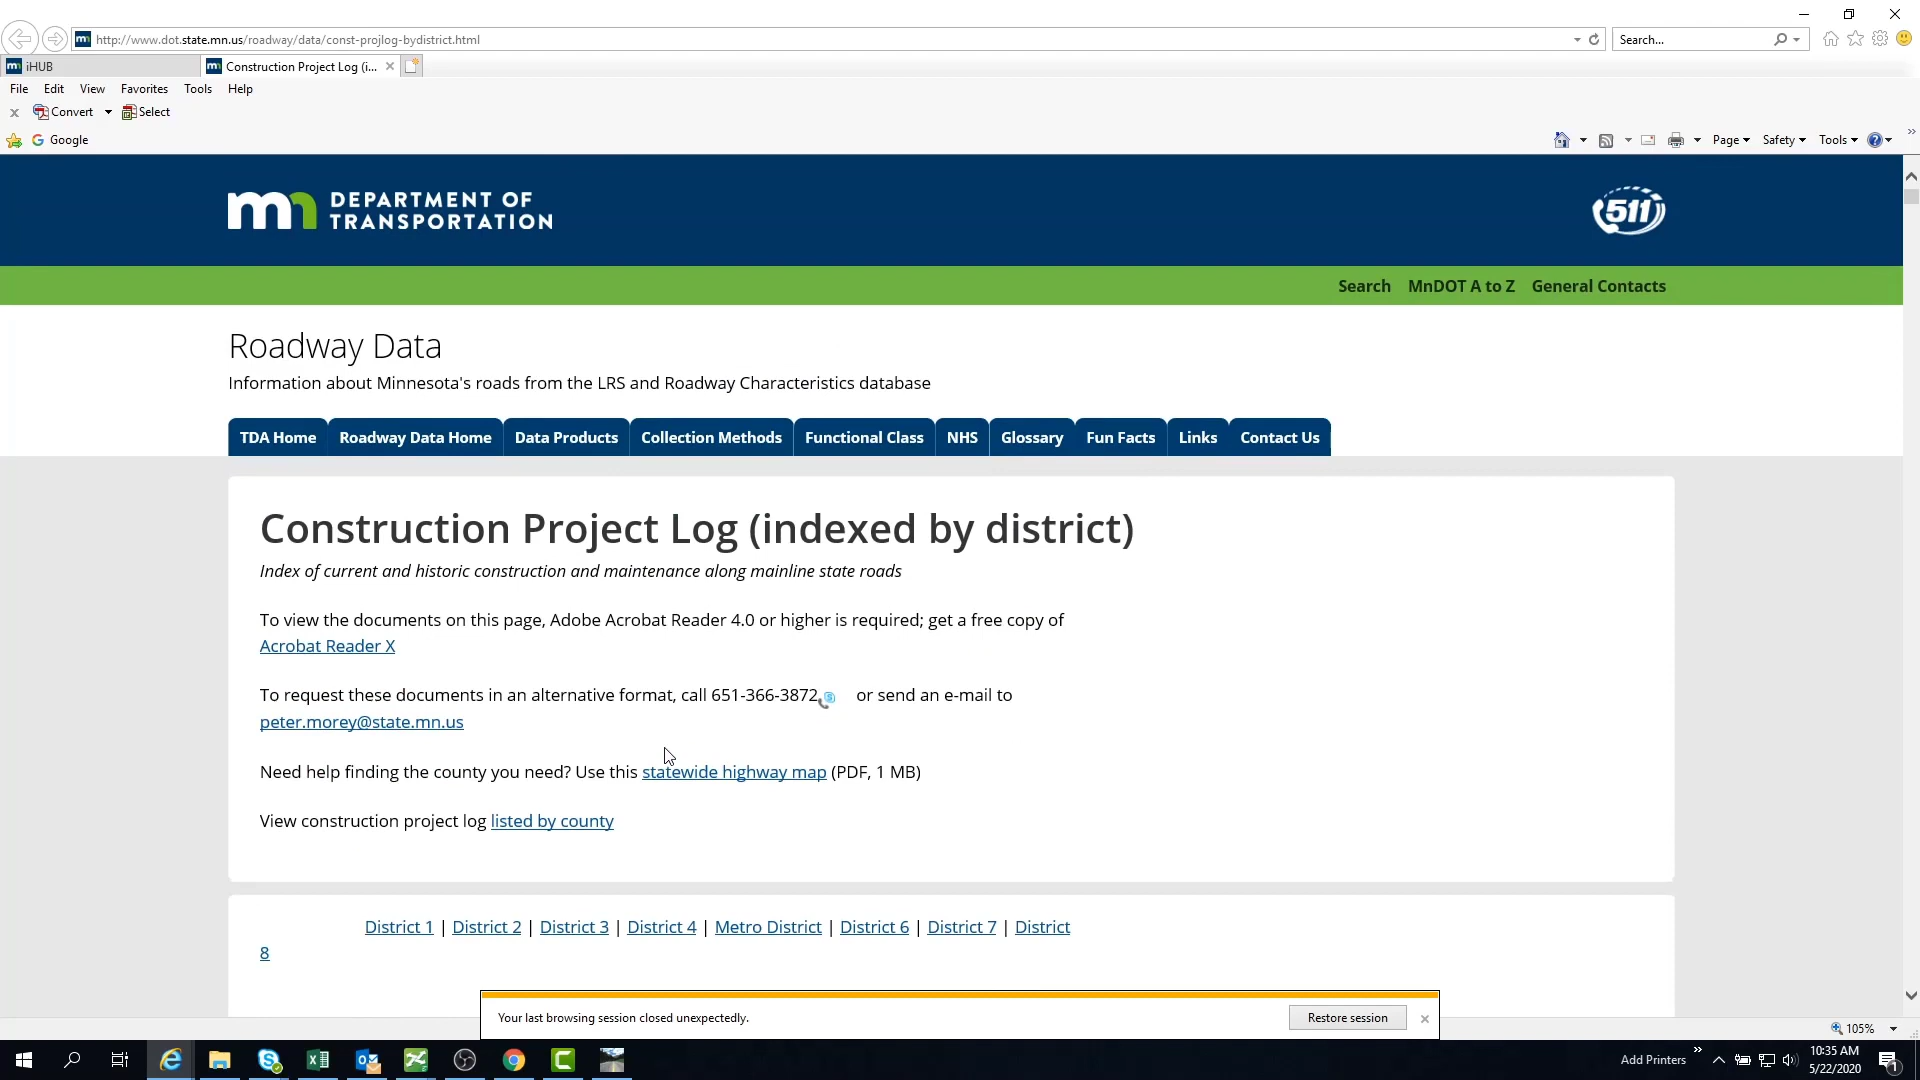 http://www.dot.state.mn.us/roadway/data/const-projlog-bydistrict.html
Search...
iHUB
Construction Project Log (i...
File Edit View Favorites Tools Help
Convert Select
Google
Page Safety Tools
mn DEPARTMENT OF
TRANSPORTATION
511
Search MnDOT A to Z General Contacts
Roadway Data
Information about Minnesota's roads from the LRS and Roadway Characteristics database
TDA Home Roadway Data Home Data Products Collection Methods Functional Class NHS Glossary Fun Facts Links Contact Us
Construction Project Log (indexed by district)
Index of current and historic construction and maintenance along mainline state roads
To view the documents on this page, Adobe Acrobat Reader 4.0 or higher is required; get a free copy of
Acrobat Reader X
To request these documents in an alternative format, call 651-366-3872 or send an e-mail to
peter.morey@state.mn.us
Need help finding the county you need? Use this statewide highway map (PDF, 1 MB)
View construction project log listed by county
District 1 | District 2 | District 3 | District 4 | Metro District | District 6 | District 7 | District
8
Your last browsing session closed unexpectedly.
Restore session
105%
Add Printers
10:35 AM
5/22/2020
1